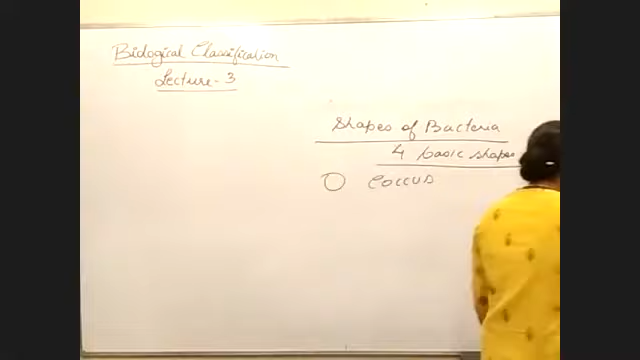 Biological Classification
Lecture-3
Shapes of Bacteria
4 basic shapes
Coccus